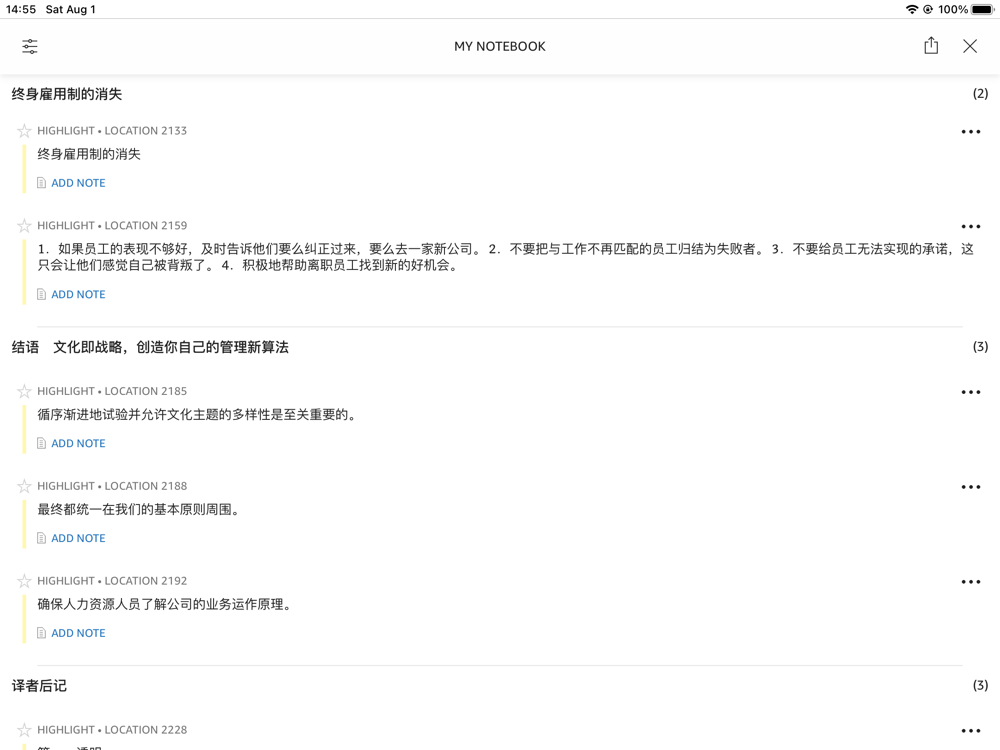 14:55 Sat Aug 1 100%
MY NOTEBOOK
终身雇用制的消失 (2)
HIGHLIGHT • LOCATION 2133
终身雇用制的消失
ADD NOTE
HIGHLIGHT • LOCATION 2159
1．如果员工的表现不够好，及时告诉他们要么纠正过来，要么去一家新公司。 2．不要把与工作不再匹配的员工归结为失败者。 3．不要给员工无法实现的承诺，这
只会让他们感觉自己被背叛了。 4．积极地帮助离职员工找到新的好机会。
ADD NOTE
结语 文化即战略，创造你自己的管理新算法 (3)
HIGHLIGHT • LOCATION 2185
循序渐进地试验并允许文化主题的多样性是至关重要的。
ADD NOTE
HIGHLIGHT • LOCATION 2188
最终都统一在我们的基本原则周围。
ADD NOTE
HIGHLIGHT • LOCATION 2192
确保人力资源人员了解公司的业务运作原理。
ADD NOTE
译者后记 (3)
HIGHLIGHT • LOCATION 2228